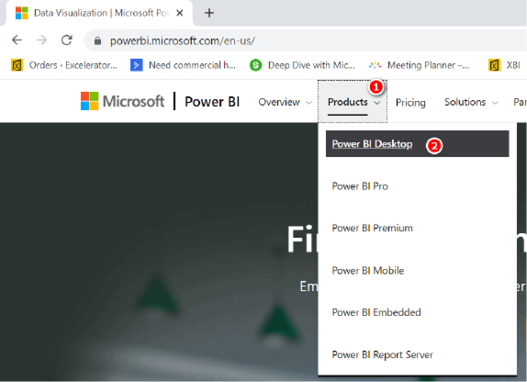 Data Visualization | Microsoft Pow
powerbi.microsoft.com/en-us/
Orders - Excelerator... Need commercial h... Deep Dive with Mic... Meeting Planner –... XBI
Microsoft | Power BI Overview Products 1 Pricing Solutions Pa
Power BI Desktop 2
Power BI Pro
Power BI Premium
Fi
Power BI Mobile
Em
Power BI Embedded
Power BI Report Server